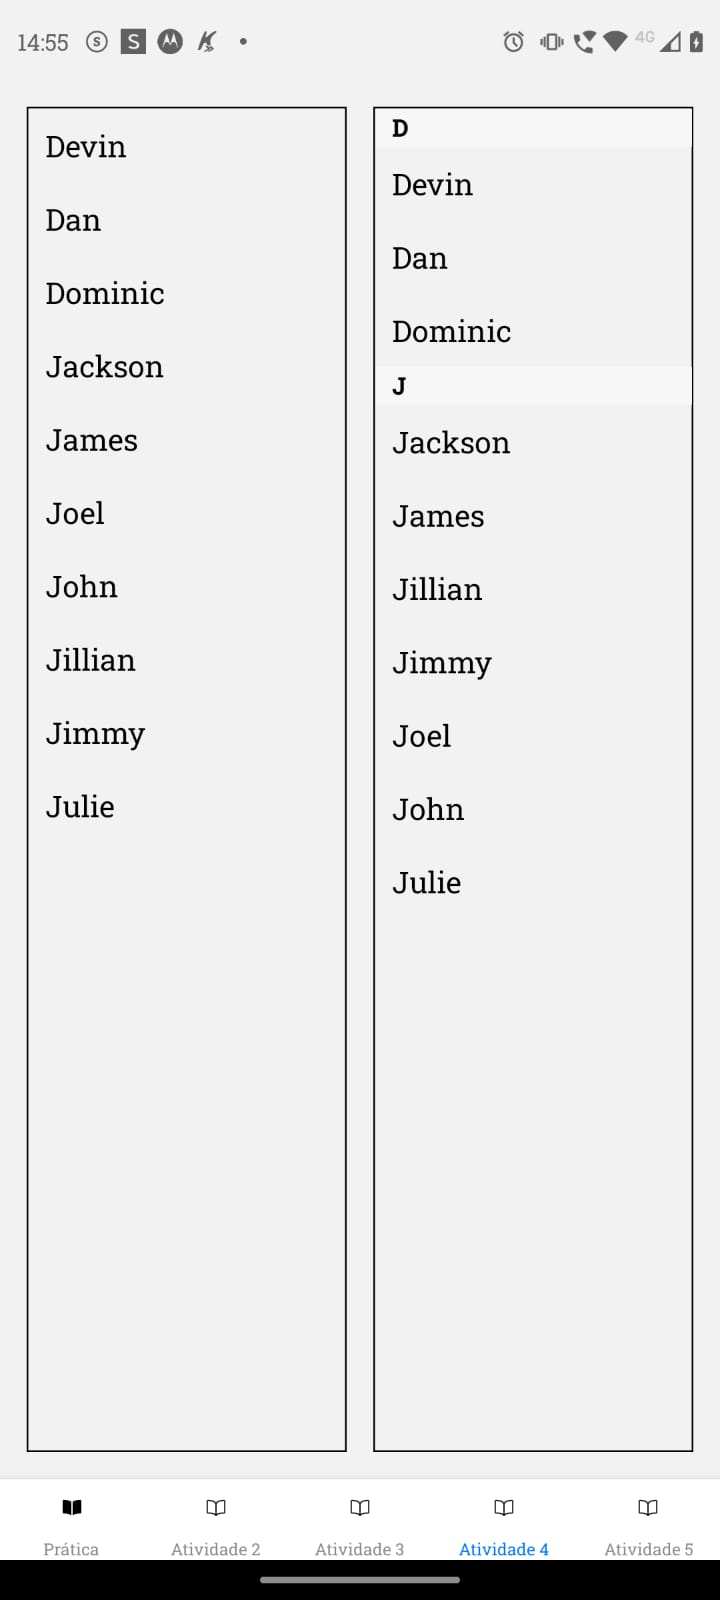 14:55
S
S
4G
Devin
Dan
Dominic
Jackson
James
Joel
John
Jillian
Jimmy
Julie
D
Devin
Dan
Dominic
J
Jackson
James
Jillian
Jimmy
Joel
John
Julie
Prática
Atividade 2
Atividade 3
Atividade 4
Atividade 5